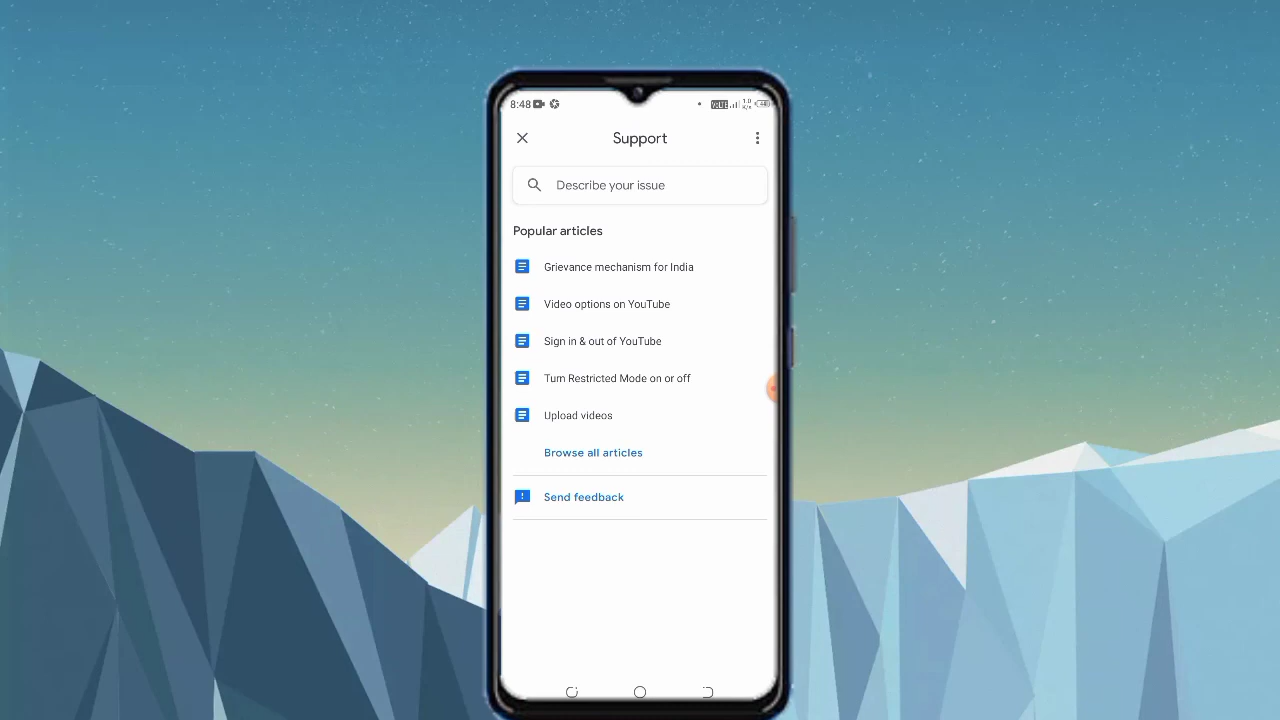 8:48
Support
Describe your issue
Popular articles
Grievance mechanism for India
Video options on YouTube
Sign in & out of YouTube
Turn Restricted Mode on or off
Upload videos
Browse all articles
Send feedback